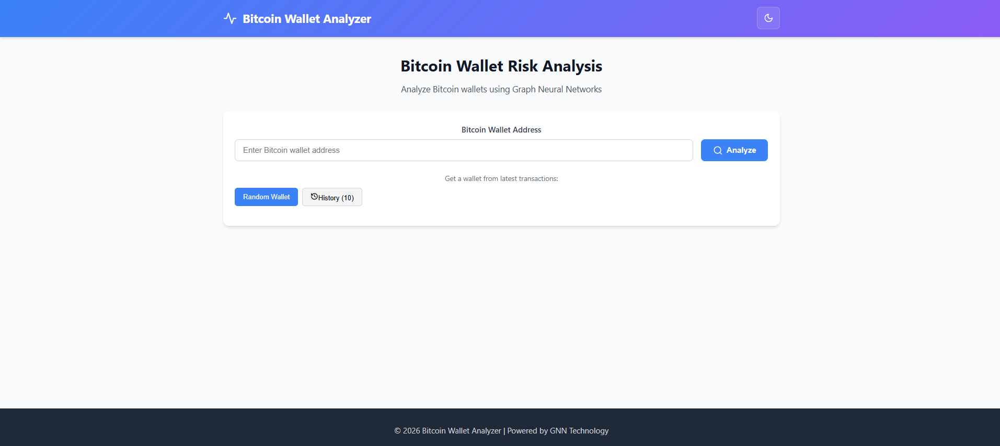 Bitcoin Wallet Analyzer
Bitcoin Wallet Risk Analysis
Analyze Bitcoin wallets using Graph Neural Networks
Bitcoin Wallet Address
Enter Bitcoin wallet address
Analyze
Get a wallet from latest transactions:
Random Wallet
History (10)
© 2026 Bitcoin Wallet Analyzer | Powered by GNN Technology